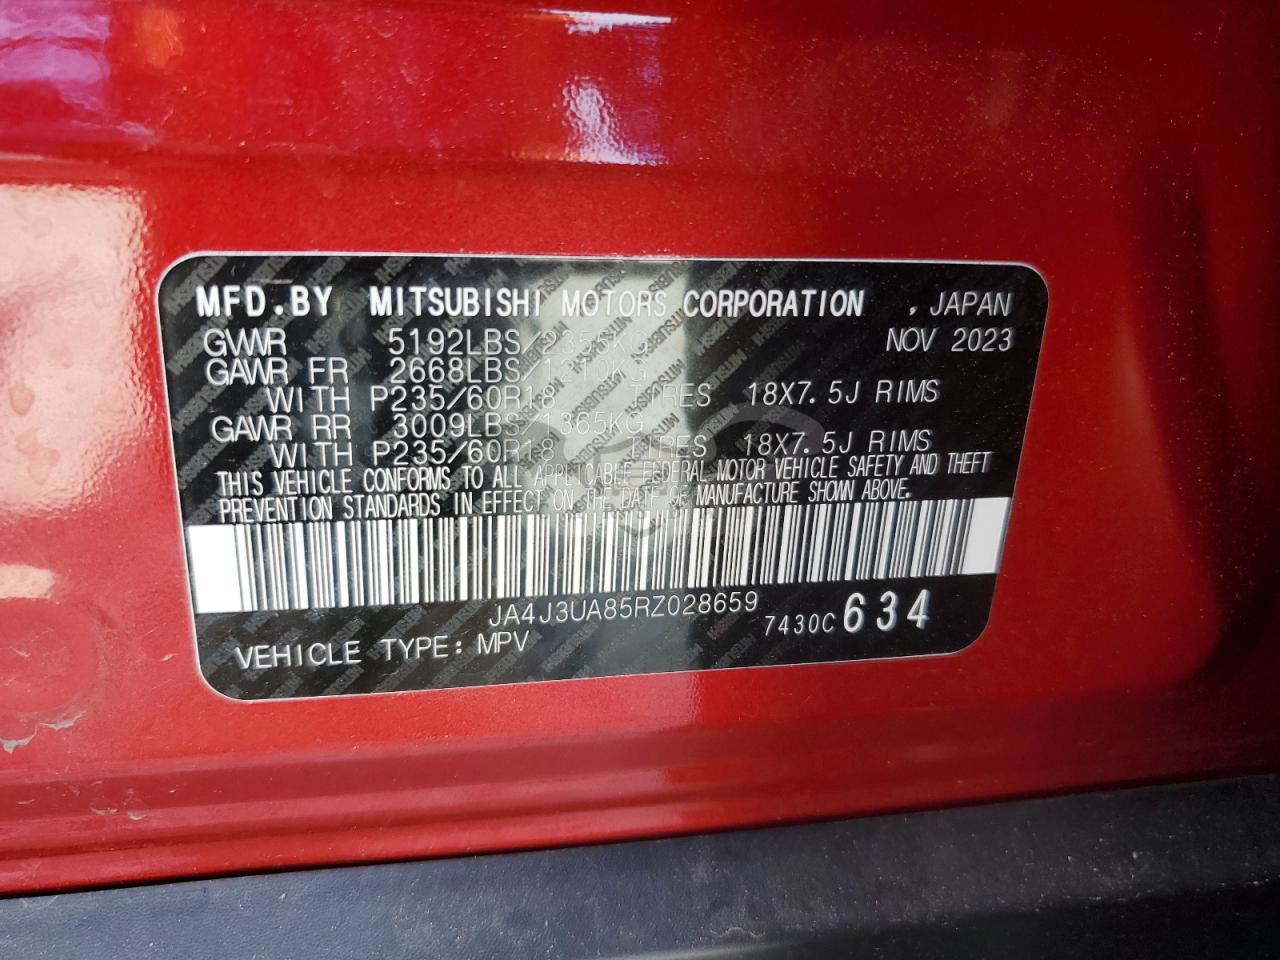 MFD.BY MITSUBISHI MOTORS CORPORATION , JAPAN
GVWR 5192LBS/2355KG NOV 2023
GAWR FR 2668LBS/1210KG
WITH P235/60R18 TIRES 18X7.5J RIMS
GAWR RR 3009LBS/1365KG
WITH P235/60R18 TIRES 18X7.5J RIMS
THIS VEHICLE CONFORMS TO ALL APPLICABLE FEDERAL MOTOR VEHICLE SAFETY AND THEFT
PREVENTION STANDARDS IN EFFECT ON THE DATE OF MANUFACTURE SHOWN ABOVE.
JA4J3UA85RZ028659
7430C 634
VEHICLE TYPE: MPV